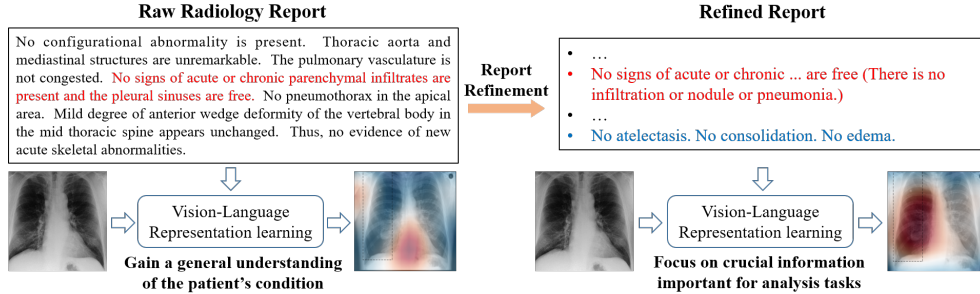 Raw Radiology Report
No configurational abnormality is present. Thoracic aorta and
mediastinal structures are unremarkable. The pulmonary vasculature
is not congested. No signs of acute or chronic parenchymal infiltrates are
present and the pleural sinuses are free. No pneumothorax in the apical
area. Mild degree of anterior wedge deformity of the vertebral body in
the mid thoracic spine appears unchanged. Thus, no evidence of new
acute skeletal abnormalities.
Vision-Language
Representation learning
Gain a general understanding
of the patient's condition
Report
Refinement
Refined Report
• …
• No signs of acute or chronic ... are free (There is no
infiltration or nodule or pneumonia.)
• …
• No atelectasis. No consolidation. No edema.
Vision-Language
Representation learning
Focus on crucial information
important for analysis tasks